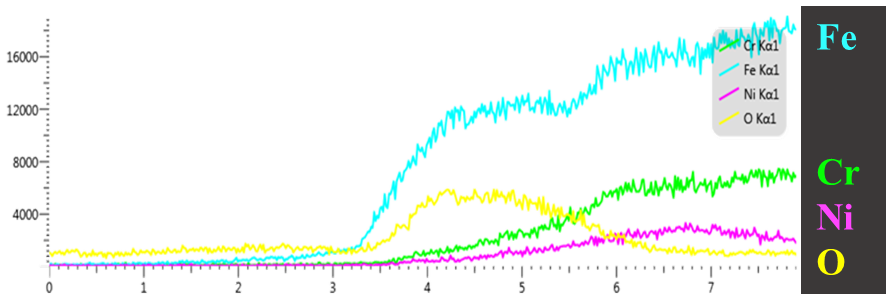 16000
12000
8000
4000
0 1 2 3 4 5 6 7
Cr Kα1
Fe Kα1
Ni Kα1
O Kα1
Fe
Cr
Ni
O